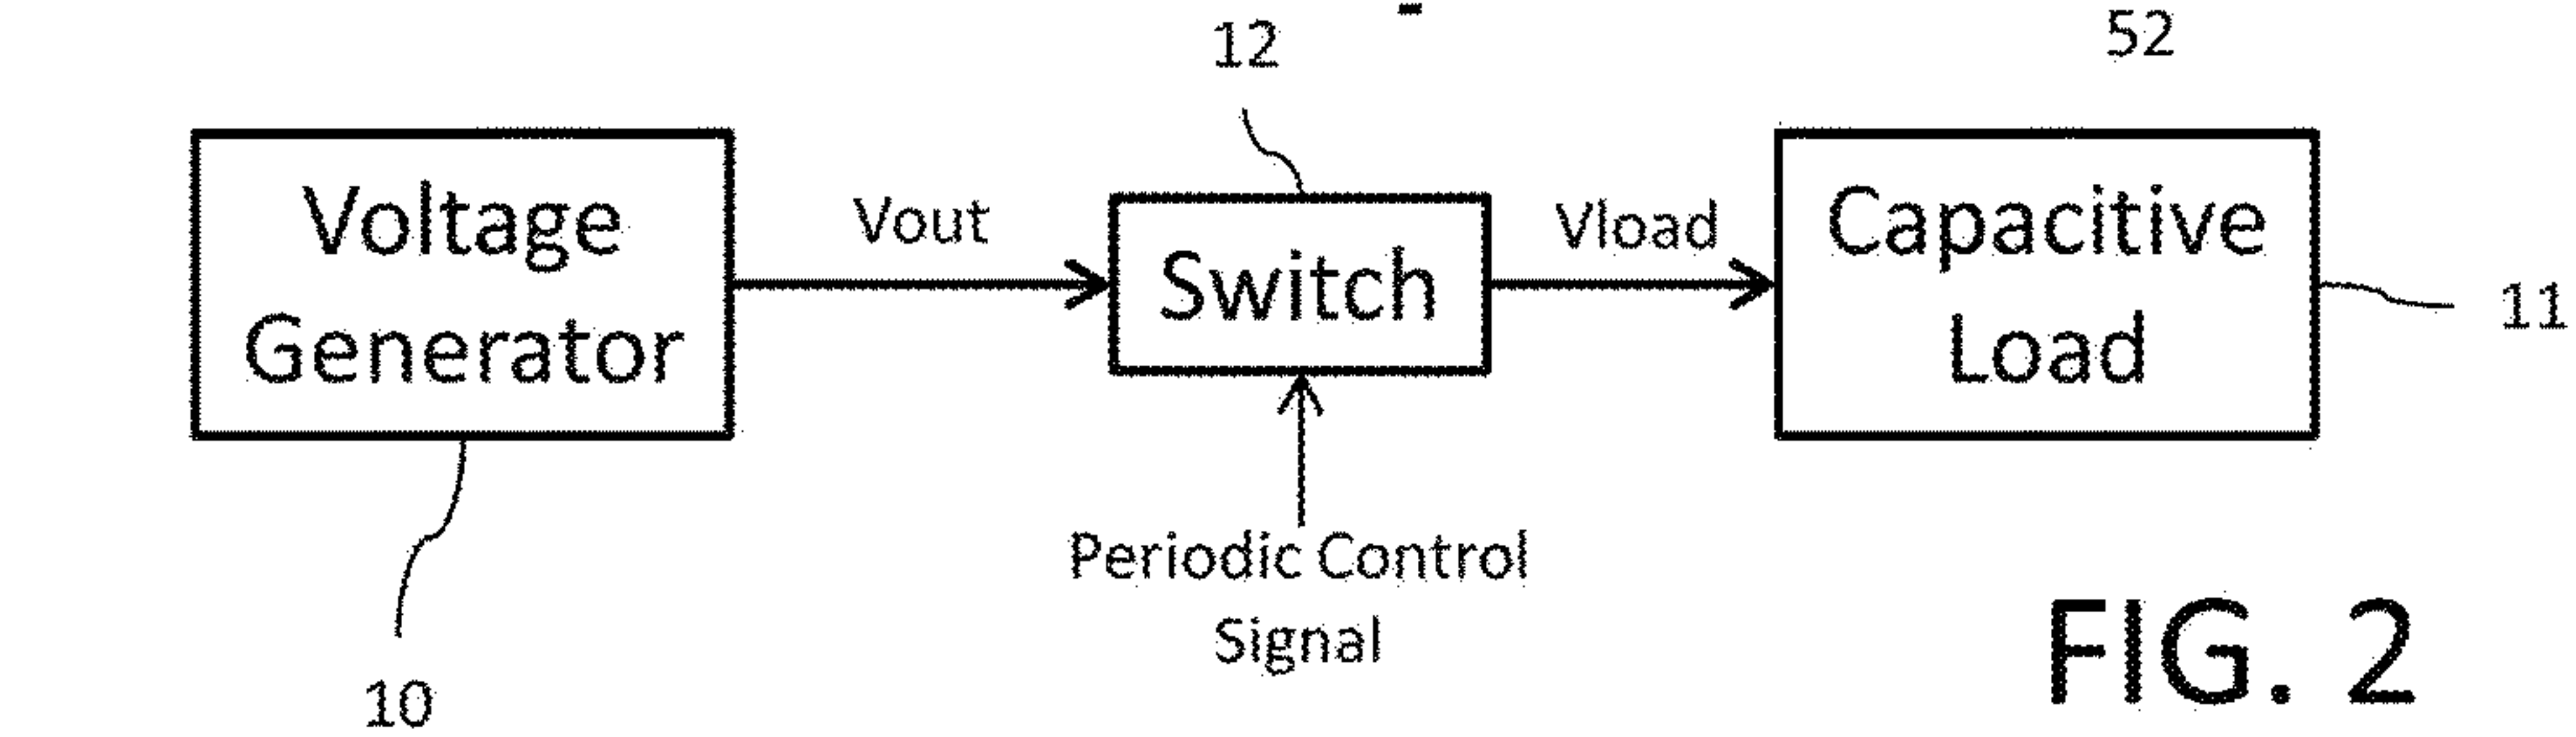 12
52
Voltage
Generator
Vout
Switch
Vload
Capacitive
Load
11
Periodic Control
Signal
10
FIG. 2